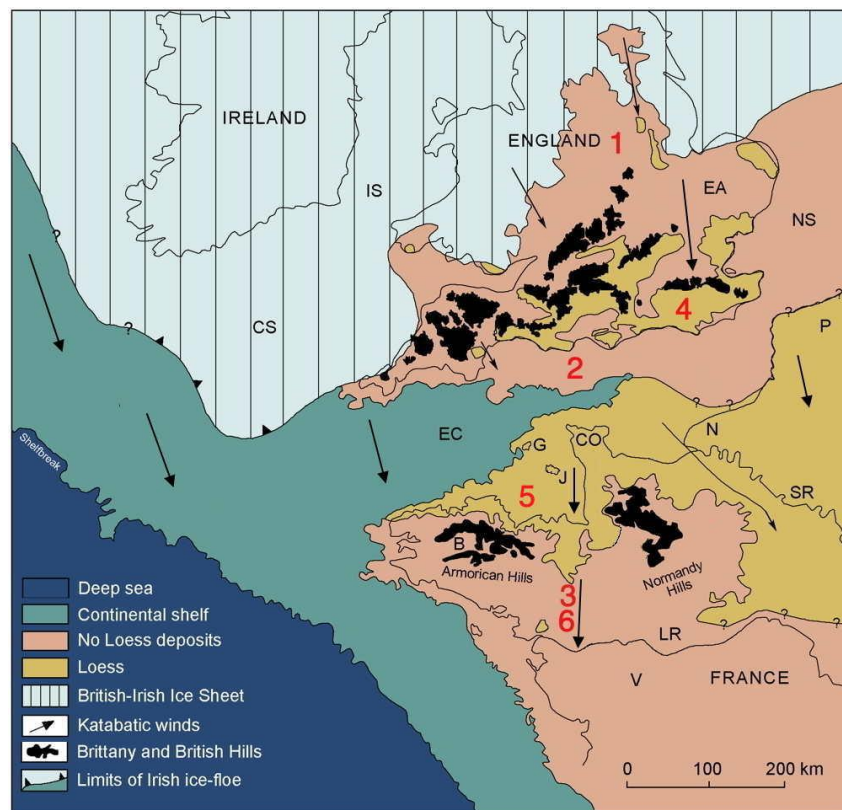 IRELAND
ENGLAND
1
EA
IS
NS
?
4
CS
?
P
2
? ?
EC
G
CO
N
J
SR
5
Shelfbreak
B
Armorican Hills
Normandy
Hills
3
6
? ?
LR
V
FRANCE
Deep sea
Continental shelf
No Loess deposits
Loess
British-Irish Ice Sheet
Katabatic winds
Brittany and British Hills
Limits of Irish ice-floe
0 100 200 km